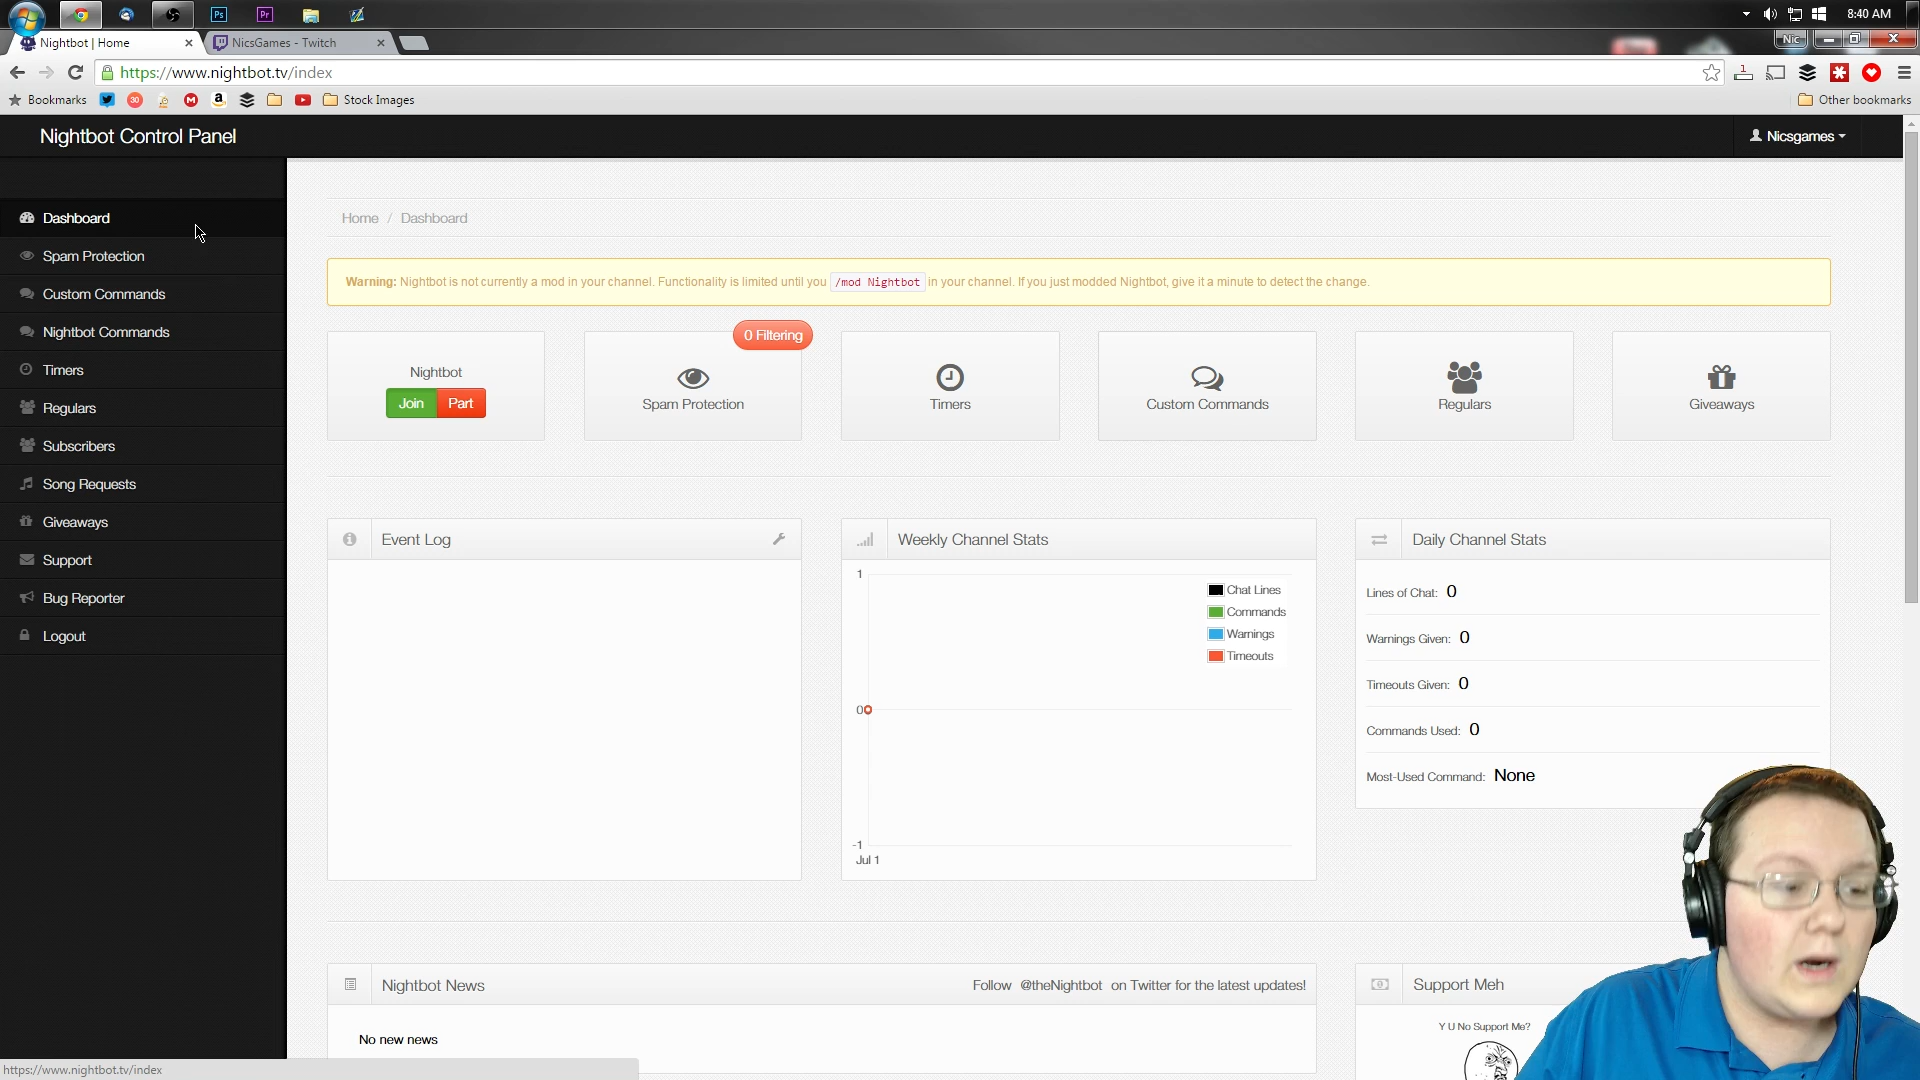 8:40 AM
Nightbot | Home
NicsGames - Twitch
Nic
https://www.nightbot.tv/index
1
Bookmarks
30
Stock Images
Other bookmarks
Nightbot Control Panel
Nicsgames
Dashboard
Spam Protection
Custom Commands
Nightbot Commands
Timers
Regulars
Subscribers
Song Requests
Giveaways
Support
Bug Reporter
Logout
Home / Dashboard
Warning: Nightbot is not currently a mod in your channel. Functionality is limited until you /mod Nightbot in your channel. If you just modded Nightbot, give it a minute to detect the change.
0 Filtering
Nightbot
Join Part
Spam Protection
Timers
Custom Commands
Regulars
Giveaways
Event Log
Weekly Channel Stats
1
0
-1
Jul 1
Chat Lines
Commands
Warnings
Timeouts
Daily Channel Stats
Lines of Chat: 0
Warnings Given: 0
Timeouts Given: 0
Commands Used: 0
Most-Used Command: None
Nightbot News
Follow @theNightbot on Twitter for the latest updates!
No new news
Support Meh
Y U No Support Me?
https://www.nightbot.tv/index
Ps
Pr